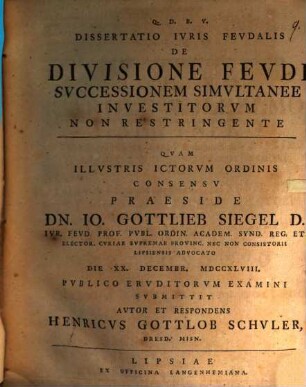 Q. D. B. V.
9.
DISSERTATIO IVRIS FEVDALIS
DE
DIVISIONE FEVDI
SVCCESSIONEM SIMVLTANEE
INVESTITORVM
NON RESTRINGENTE
QVAM
ILLVSTRIS ICTORVM ORDINIS
CONSENSV
PRAESIDE
DN. IO. GOTTLIEB SIEGEL D.
IVR. FEVD. PROF. PVBL. ORDIN. ACADEM. SYND. REG. ET
ELECTOR. CVRIAE SVPREMAE PROVINC. NEC NON CONSISTORII
LIPSIENSIS ADVOCATO
DIE XX. DECEMBR. MDCCXLVIII.
PVBLICO ERVDITORVM EXAMINI
SVBMITTIT
AVTOR ET RESPONDENS
HENRICVS GOTTLOB SCHVLER,
DRESD. MISN.
LIPSIAE
EX OFFICINA LANGENHEMIANA.